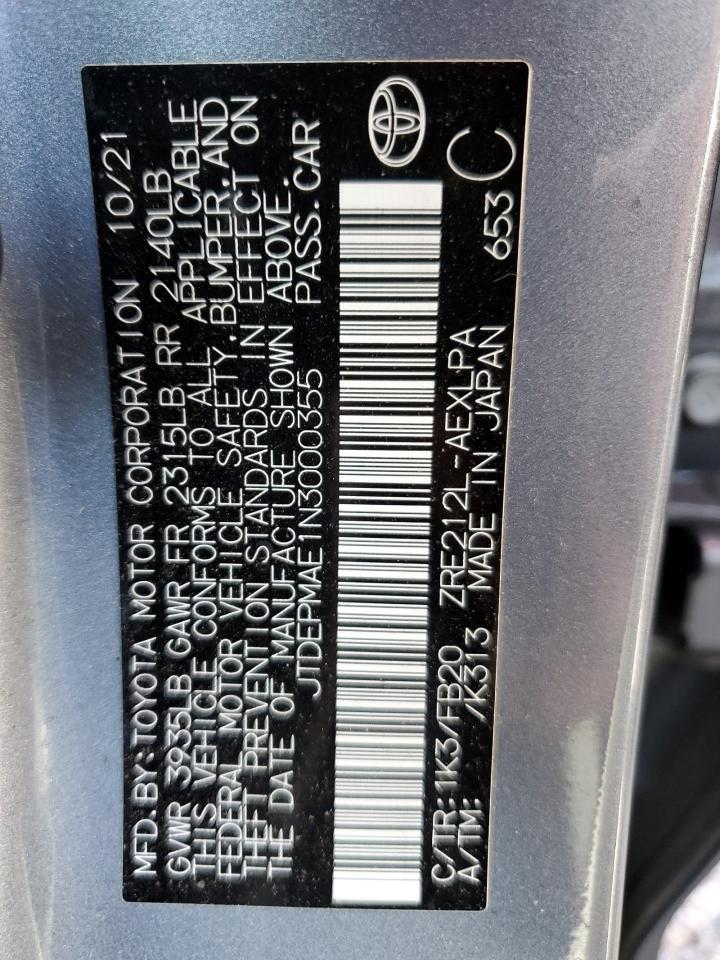 MFD.BY:TOYOTA MOTOR CORPORATION 10/21
GVWR 3935LB GAWR FR 2315LB RR 2140LB
THIS VEHICLE CONFORMS TO ALL APPLICABLE
FEDERAL MOTOR VEHICLE SAFETY,BUMPER,AND
THEFT PREVENTION STANDARDS IN EFFECT ON
THE DATE OF MANUFACTURE SHOWN ABOVE.
JTDEPMAE1N3000355 PASS.CAR
C/TR:1K3/FB20 ZRE212L-AEXLPA
A/TM: /K313 MADE IN JAPAN 653 C